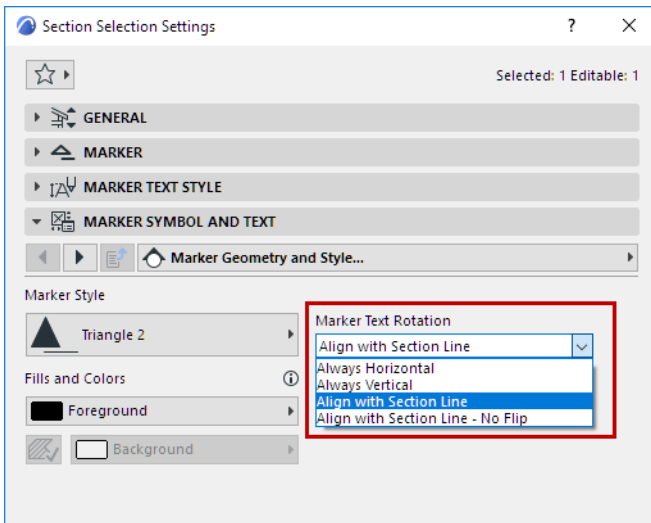 Section Selection Settings
?
Selected: 1 Editable: 1
GENERAL
MARKER
MARKER TEXT STYLE
MARKER SYMBOL AND TEXT
Marker Geometry and Style...
Marker Style
Triangle 2
Marker Text Rotation
Align with Section Line
Always Horizontal
Always Vertical
Align with Section Line
Align with Section Line - No Flip
Fills and Colors
Foreground
Background